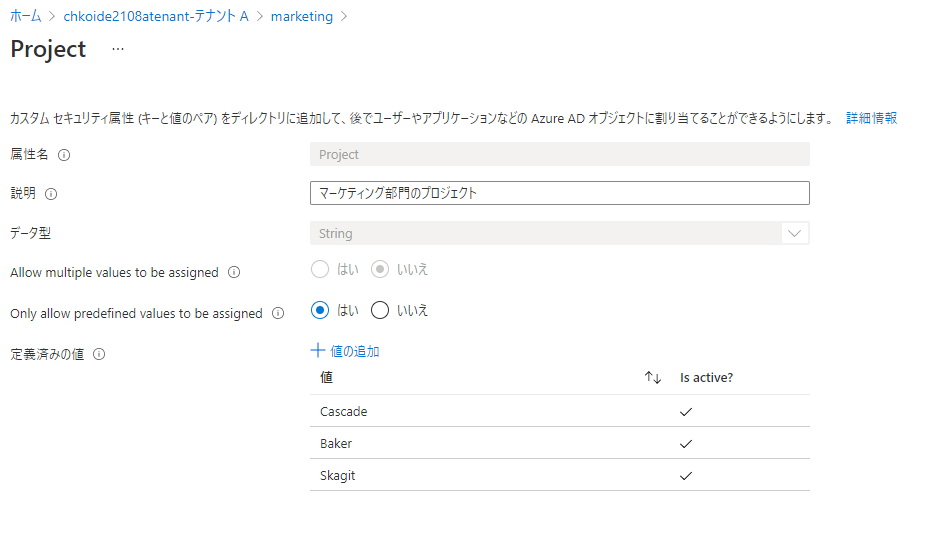 ホーム > chkoide2108atenant-テナント A > marketing >
Project ...
カスタム セキュリティ属性 (キーと値のペア) をディレクトリに追加して、後でユーザーやアプリケーションなどの Azure AD オブジェクトに割り当てることができるようにします。 詳細情報
属性名 Project
説明 マーケティング部門のプロジェクト
データ型 String
Allow multiple values to be assigned はい いいえ
Only allow predefined values to be assigned はい いいえ
定義済みの値 + 値の追加
値 Is active?
Cascade
Baker
Skagit